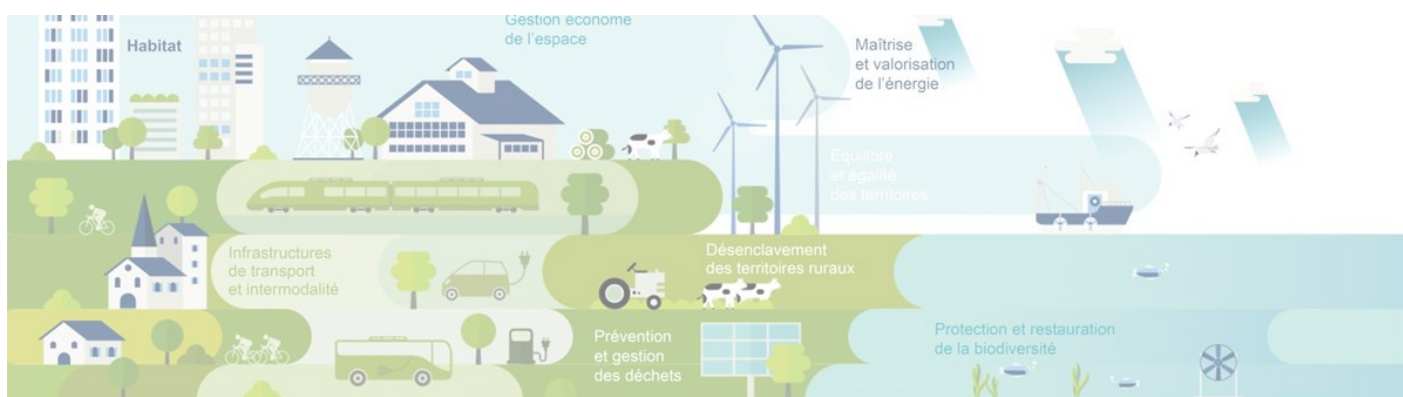 Gestion économe
de l'espace
Habitat
Maîtrise
et valorisation
de l'énergie
Equilibre
et égalité
des territoires
Infrastructures
de transport
et intermodalité
Désenclavement
des territoires ruraux
Prévention
et gestion
des déchets
Protection et restauration
de la biodiversité